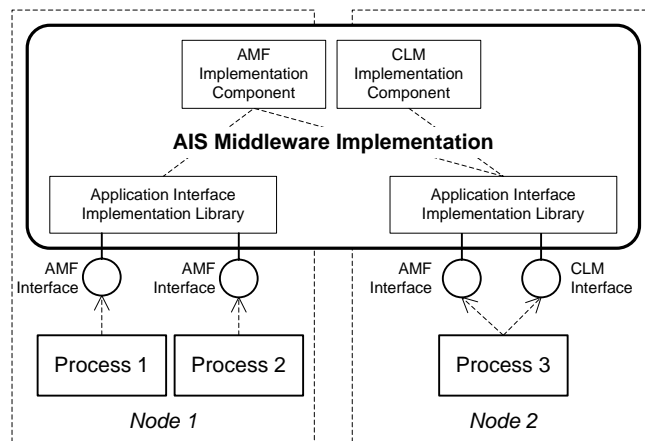 AMF
Implementation
Component
CLM
Implementation
Component
AIS Middleware Implementation
Application Interface
Implementation Library
Application Interface
Implementation Library
AMF
Interface
AMF
Interface
AMF
Interface
CLM
Interface
Process 1
Process 2
Process 3
Node 1
Node 2